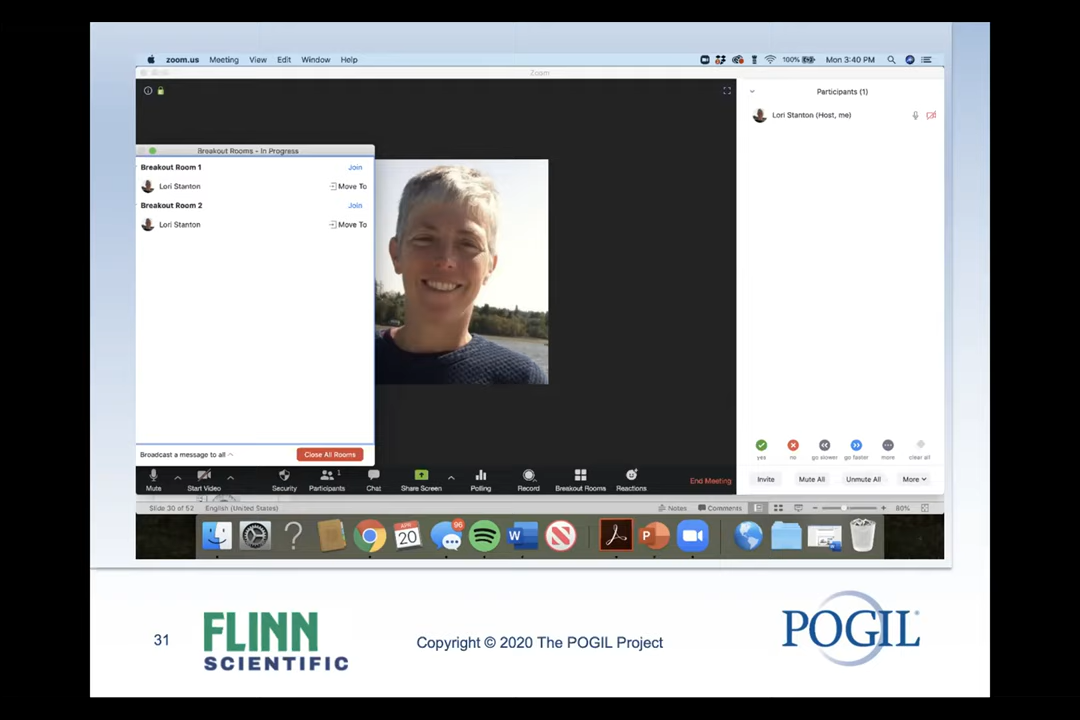 zoom.us Meeting View Edit Window Help 100% Mon 3:40 PM
Zoom
Participants (1)
Lori Stanton (Host, me)
Breakout Rooms - In Progress
Breakout Room 1 Join
Lori Stanton Move To
Breakout Room 2 Join
Lori Stanton Move To
Broadcast a message to all Close All Rooms
yes no go slower go faster more clear all
Invite Mute All Unmute All More
1
Mute Start Video Security Participants Chat Share Screen Polling Record Breakout Rooms Reactions End Meeting
Slide 30 of 52 English (United States) Notes Comments 80%
APR
20
96
W
P
31
FLINN
SCIENTIFIC
Copyright © 2020 The POGIL Project
POGIL